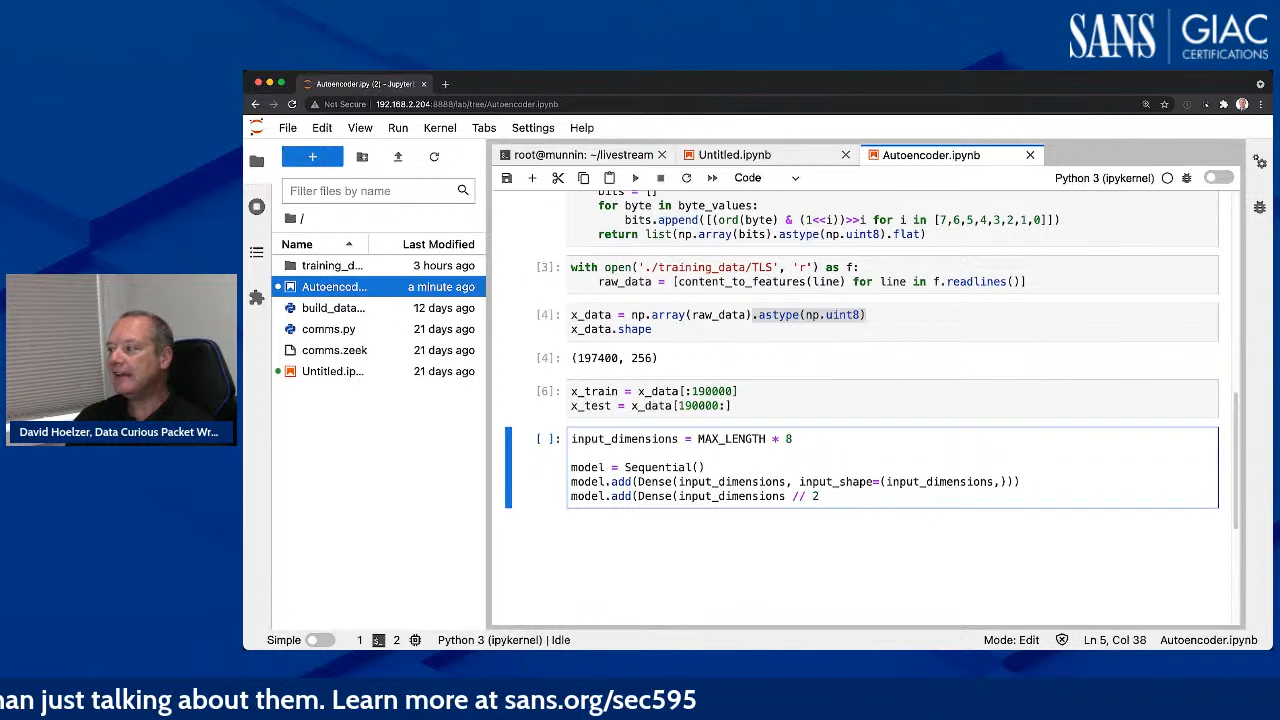 SANS
GIAC
CERTIFICATIONS
Autoencoder.ipy (2) - JupyterL
Not Secure
192.168.2.204:8888/lab/tree/Autoencoder.ipynb
File Edit View Run Kernel Tabs Settings Help
root@munnin: ~/livestream
Untitled.ipynb
Autoencoder.ipynb
Filter files by name
Code
Python 3 (ipykernel)
/
Name Last Modified
training_d... 3 hours ago
Autoencod... a minute ago
build_data... 12 days ago
comms.py 21 days ago
comms.zeek 21 days ago
Untitled.ip... 21 days ago
bits = []
for byte in byte_values:
bits.append([(ord(byte) & (1<<i))>>i for i in [7,6,5,4,3,2,1,0]])
return list(np.array(bits).astype(np.uint8).flat)
[3]: with open('./training_data/TLS', 'r') as f:
raw_data = [content_to_features(line) for line in f.readlines()]
[4]: x_data = np.array(raw_data).astype(np.uint8)
x_data.shape
[4]: (197400, 256)
[6]: x_train = x_data[:190000]
x_test = x_data[190000:]
[ ]: input_dimensions = MAX_LENGTH * 8
model = Sequential()
model.add(Dense(input_dimensions, input_shape=(input_dimensions,)))
model.add(Dense(input_dimensions // 2
David Hoelzer, Data Curious Packet Wr...
Simple 1 2 Python 3 (ipykernel) | Idle
Mode: Edit Ln 5, Col 38 Autoencoder.ipynb
han just talking about them. Learn more at sans.org/sec595